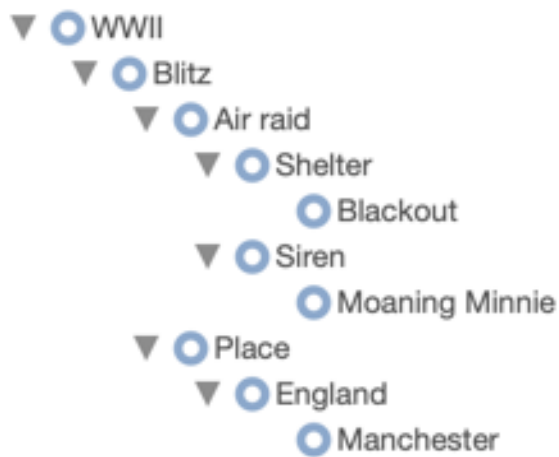 WWII
Blitz
Air raid
Shelter
Blackout
Siren
Moaning Minnie
Place
England
Manchester